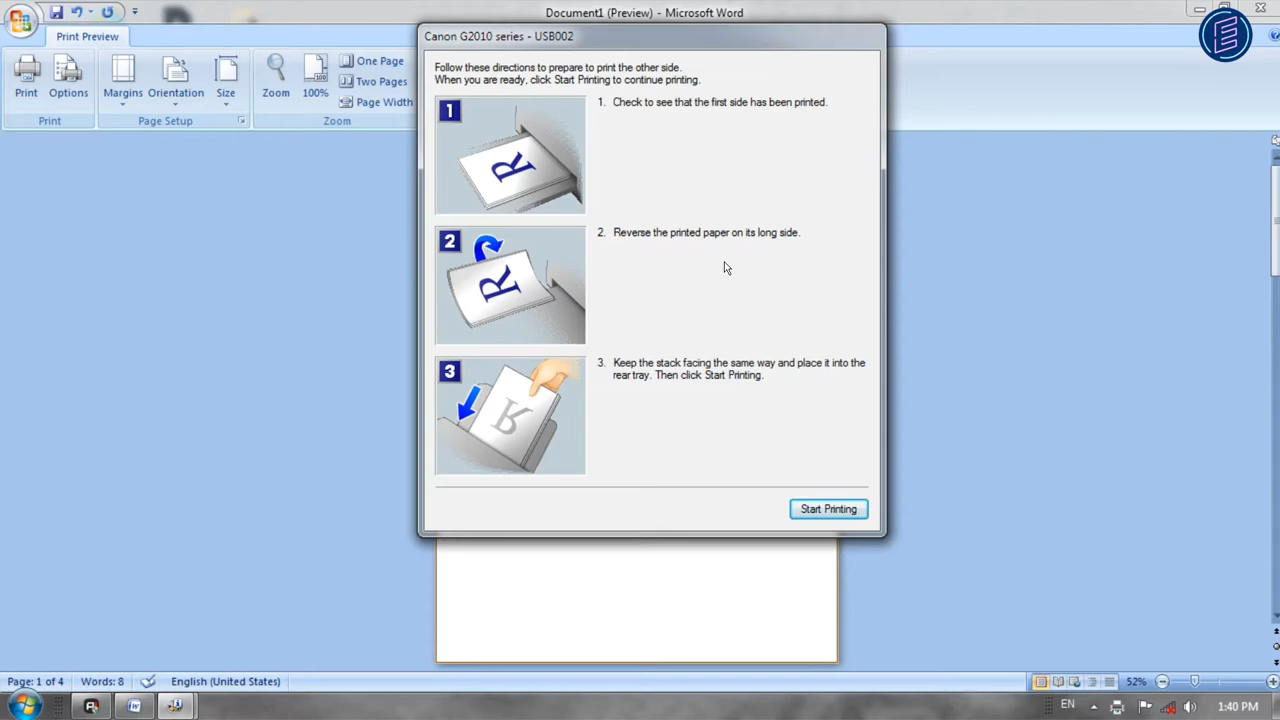 Document1 (Preview) - Microsoft Word
Print Preview
Print
Options
Margins
Orientation
Size
Zoom
100%
100
One Page
Two Pages
Page Width
Print
Page Setup
Zoom
Canon G2010 series - USB002
Follow these directions to prepare to print the other side.
When you are ready, click Start Printing to continue printing.
1
R
1. Check to see that the first side has been printed.
2
R
2. Reverse the printed paper on its long side.
3
R
3. Keep the stack facing the same way and place it into the
rear tray. Then click Start Printing.
Start Printing
Page: 1 of 4
Words: 8
English (United States)
52%
EN
1:40 PM